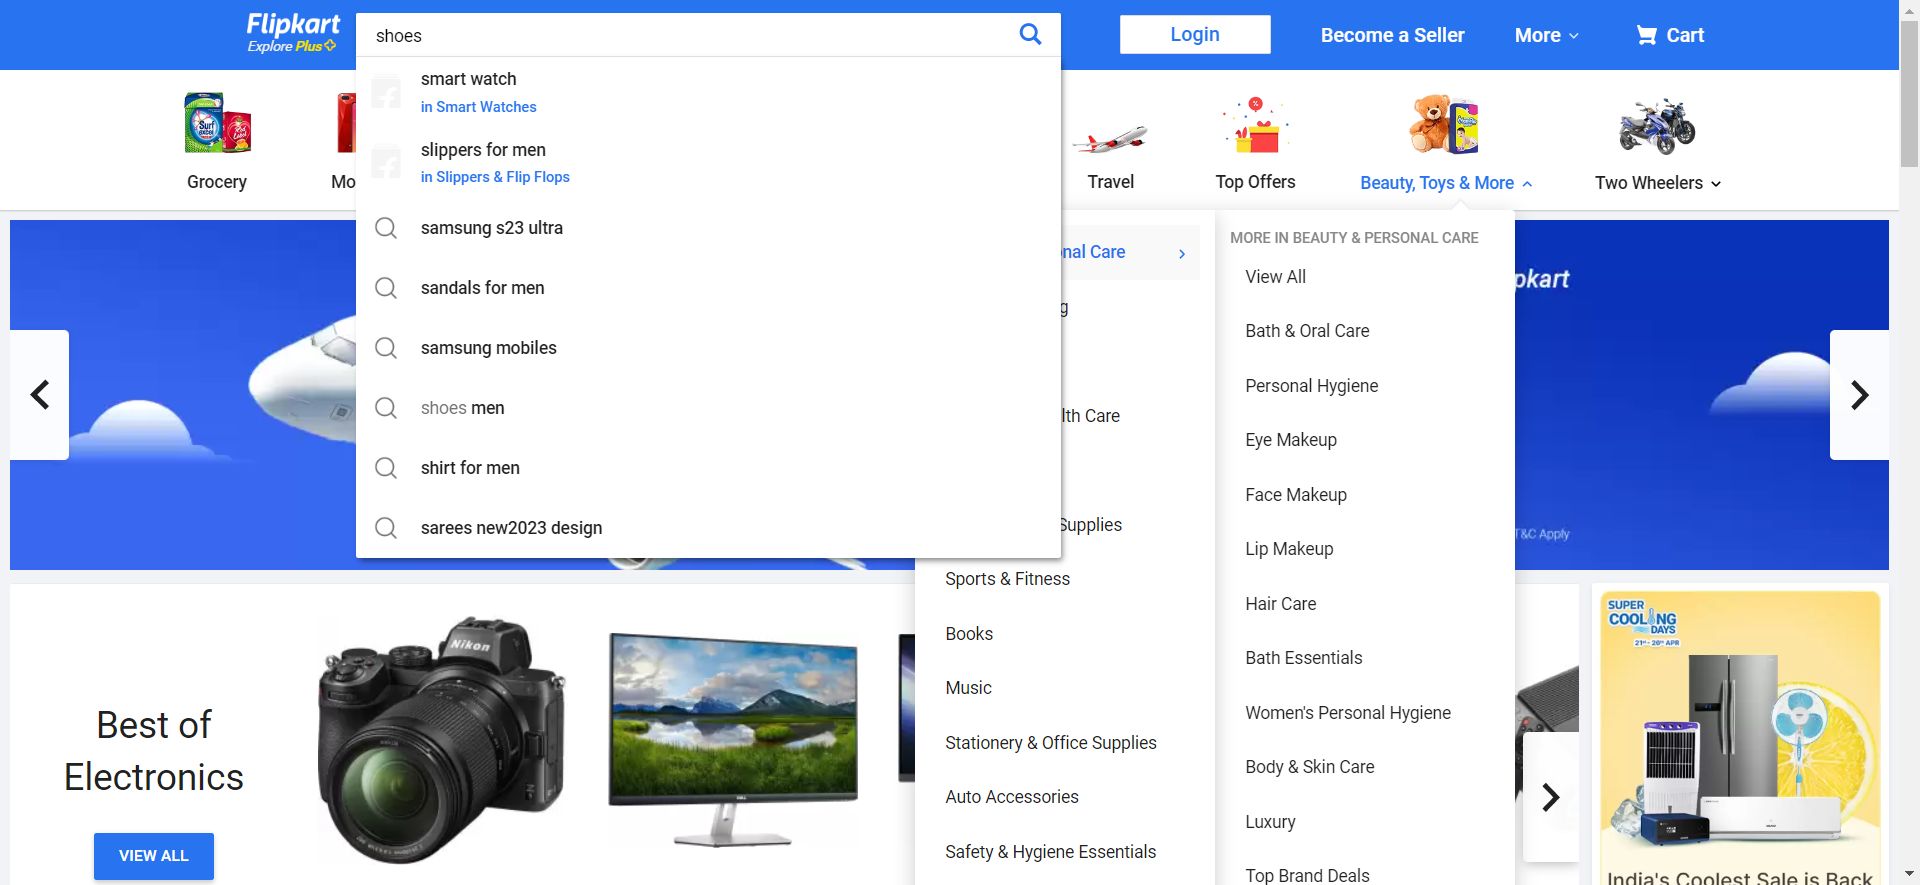 Flipkart
Explore Plus
shoes
Login
Become a Seller
More
Cart
smart watch
in Smart Watches
slippers for men
in Slippers & Flip Flops
samsung s23 ultra
sandals for men
samsung mobiles
shoes men
shirt for men
sarees new2023 design
Grocery
Mo
Travel
Top Offers
Beauty, Toys & More
Two Wheelers
nal Care
g
lth Care
Supplies
Sports & Fitness
Books
Music
Stationery & Office Supplies
Auto Accessories
Safety & Hygiene Essentials
MORE IN BEAUTY & PERSONAL CARE
View All
Bath & Oral Care
Personal Hygiene
Eye Makeup
Face Makeup
Lip Makeup
Hair Care
Bath Essentials
Women's Personal Hygiene
Body & Skin Care
Luxury
Top Brand Deals
pkart
T&C Apply
Best of
Electronics
VIEW ALL
Nikon
DELL
SUPER
COOLING
DAYS
21ST - 26TH APR
India's Coolest Sale is Back